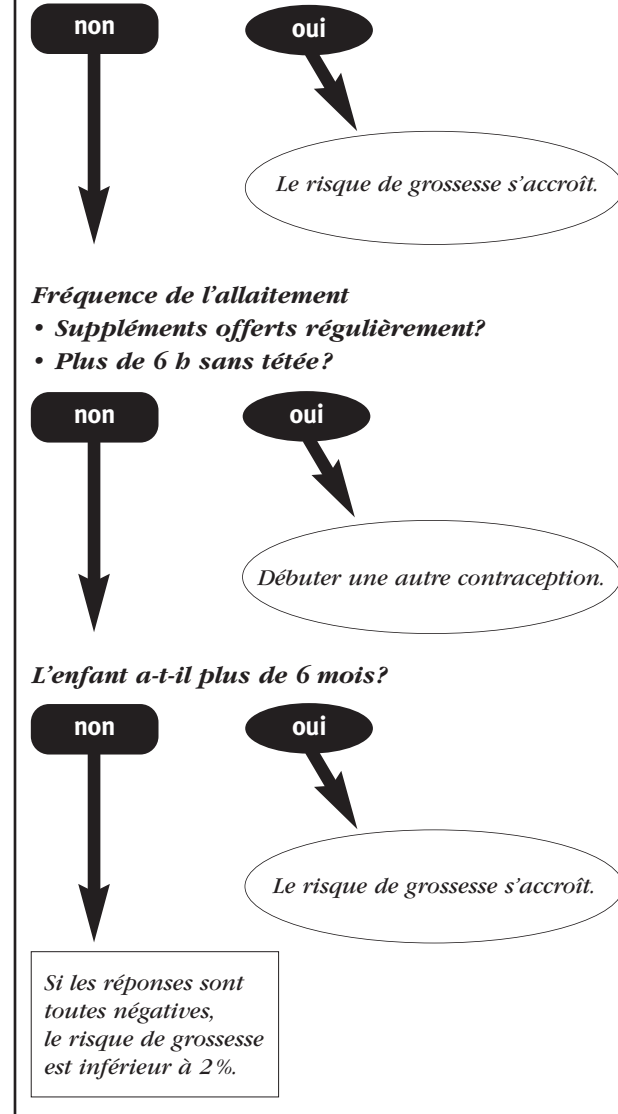 non
oui
Le risque de grossesse s’accroît.
Fréquence de l’allaitement
• Suppléments offerts régulièrement?
• Plus de 6 h sans tétée?
non
oui
Débuter une autre contraception.
L’enfant a-t-il plus de 6 mois?
non
oui
Le risque de grossesse s’accroît.
Si les réponses sont
toutes négatives,
le risque de grossesse
est inférieur à 2%.